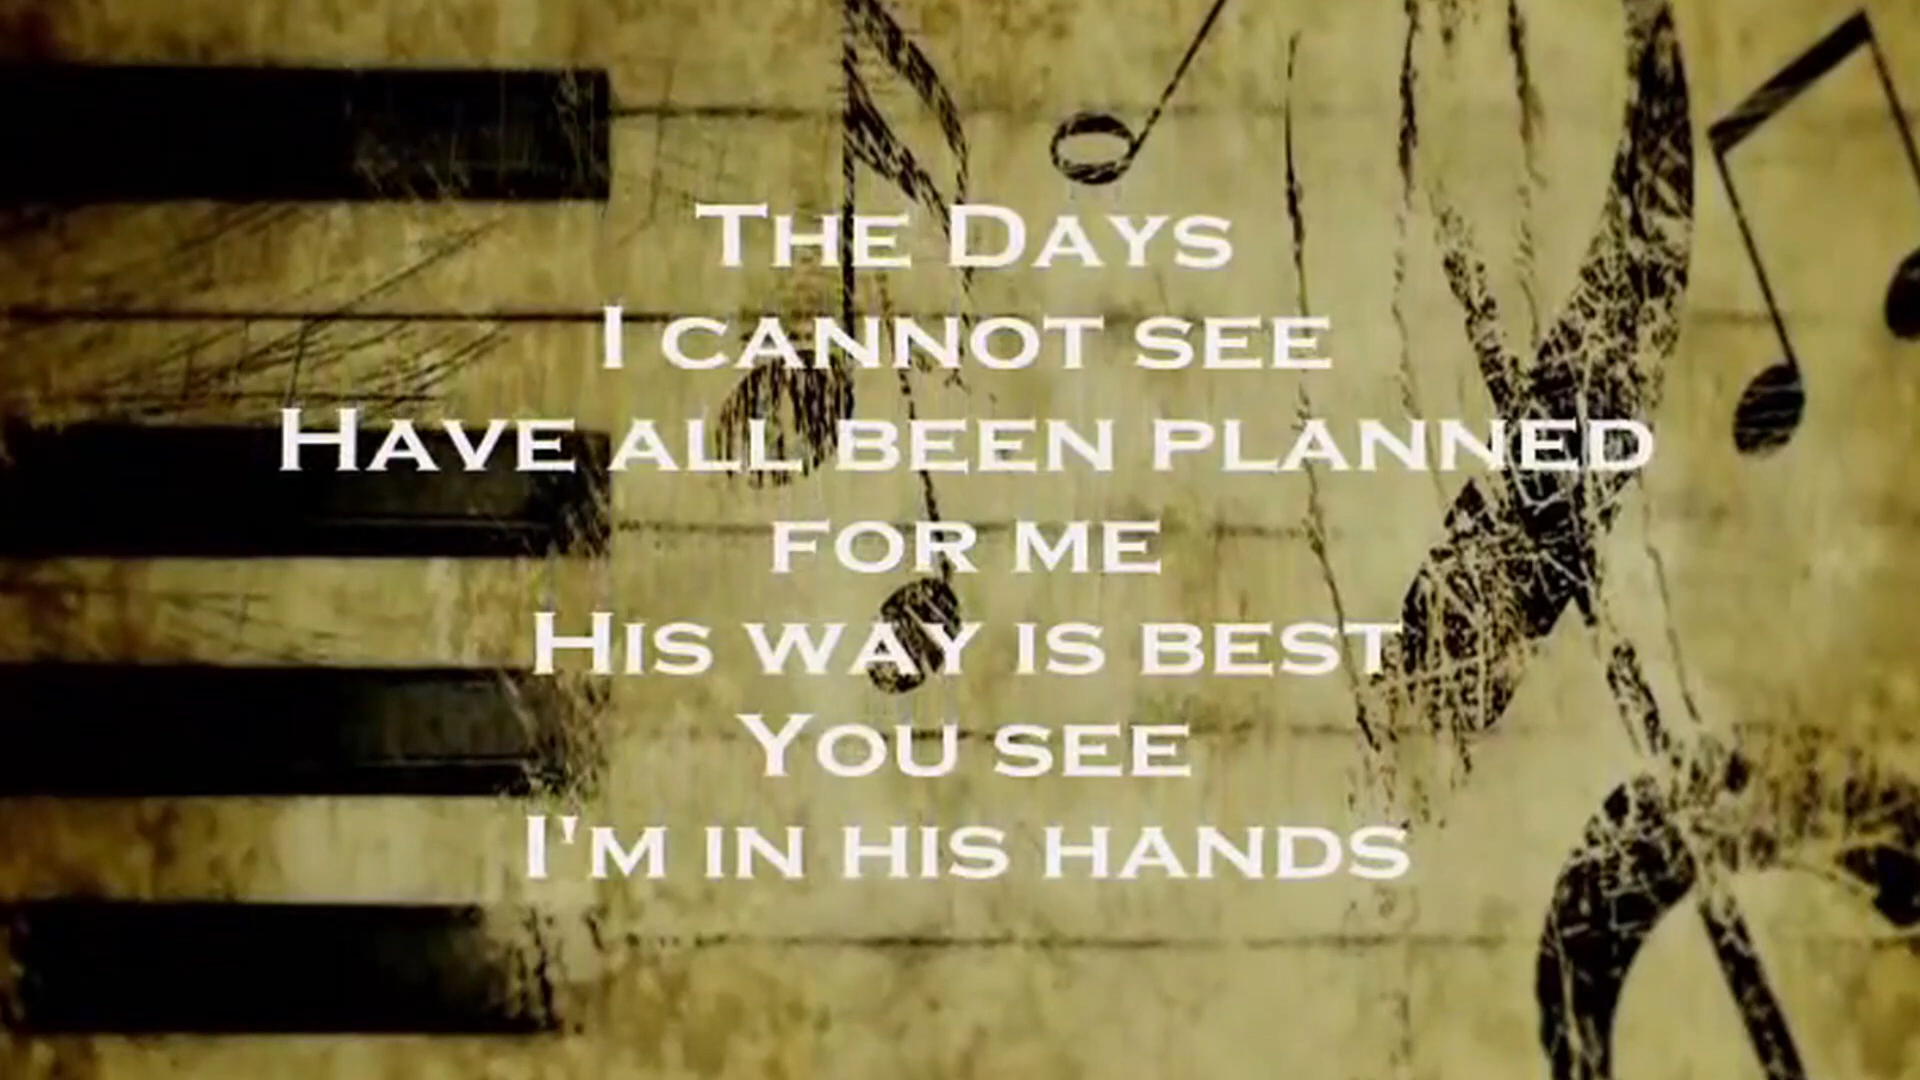 The Days
I cannot see
Have all been planned
for me
His way is best
You see
I'm in his hands